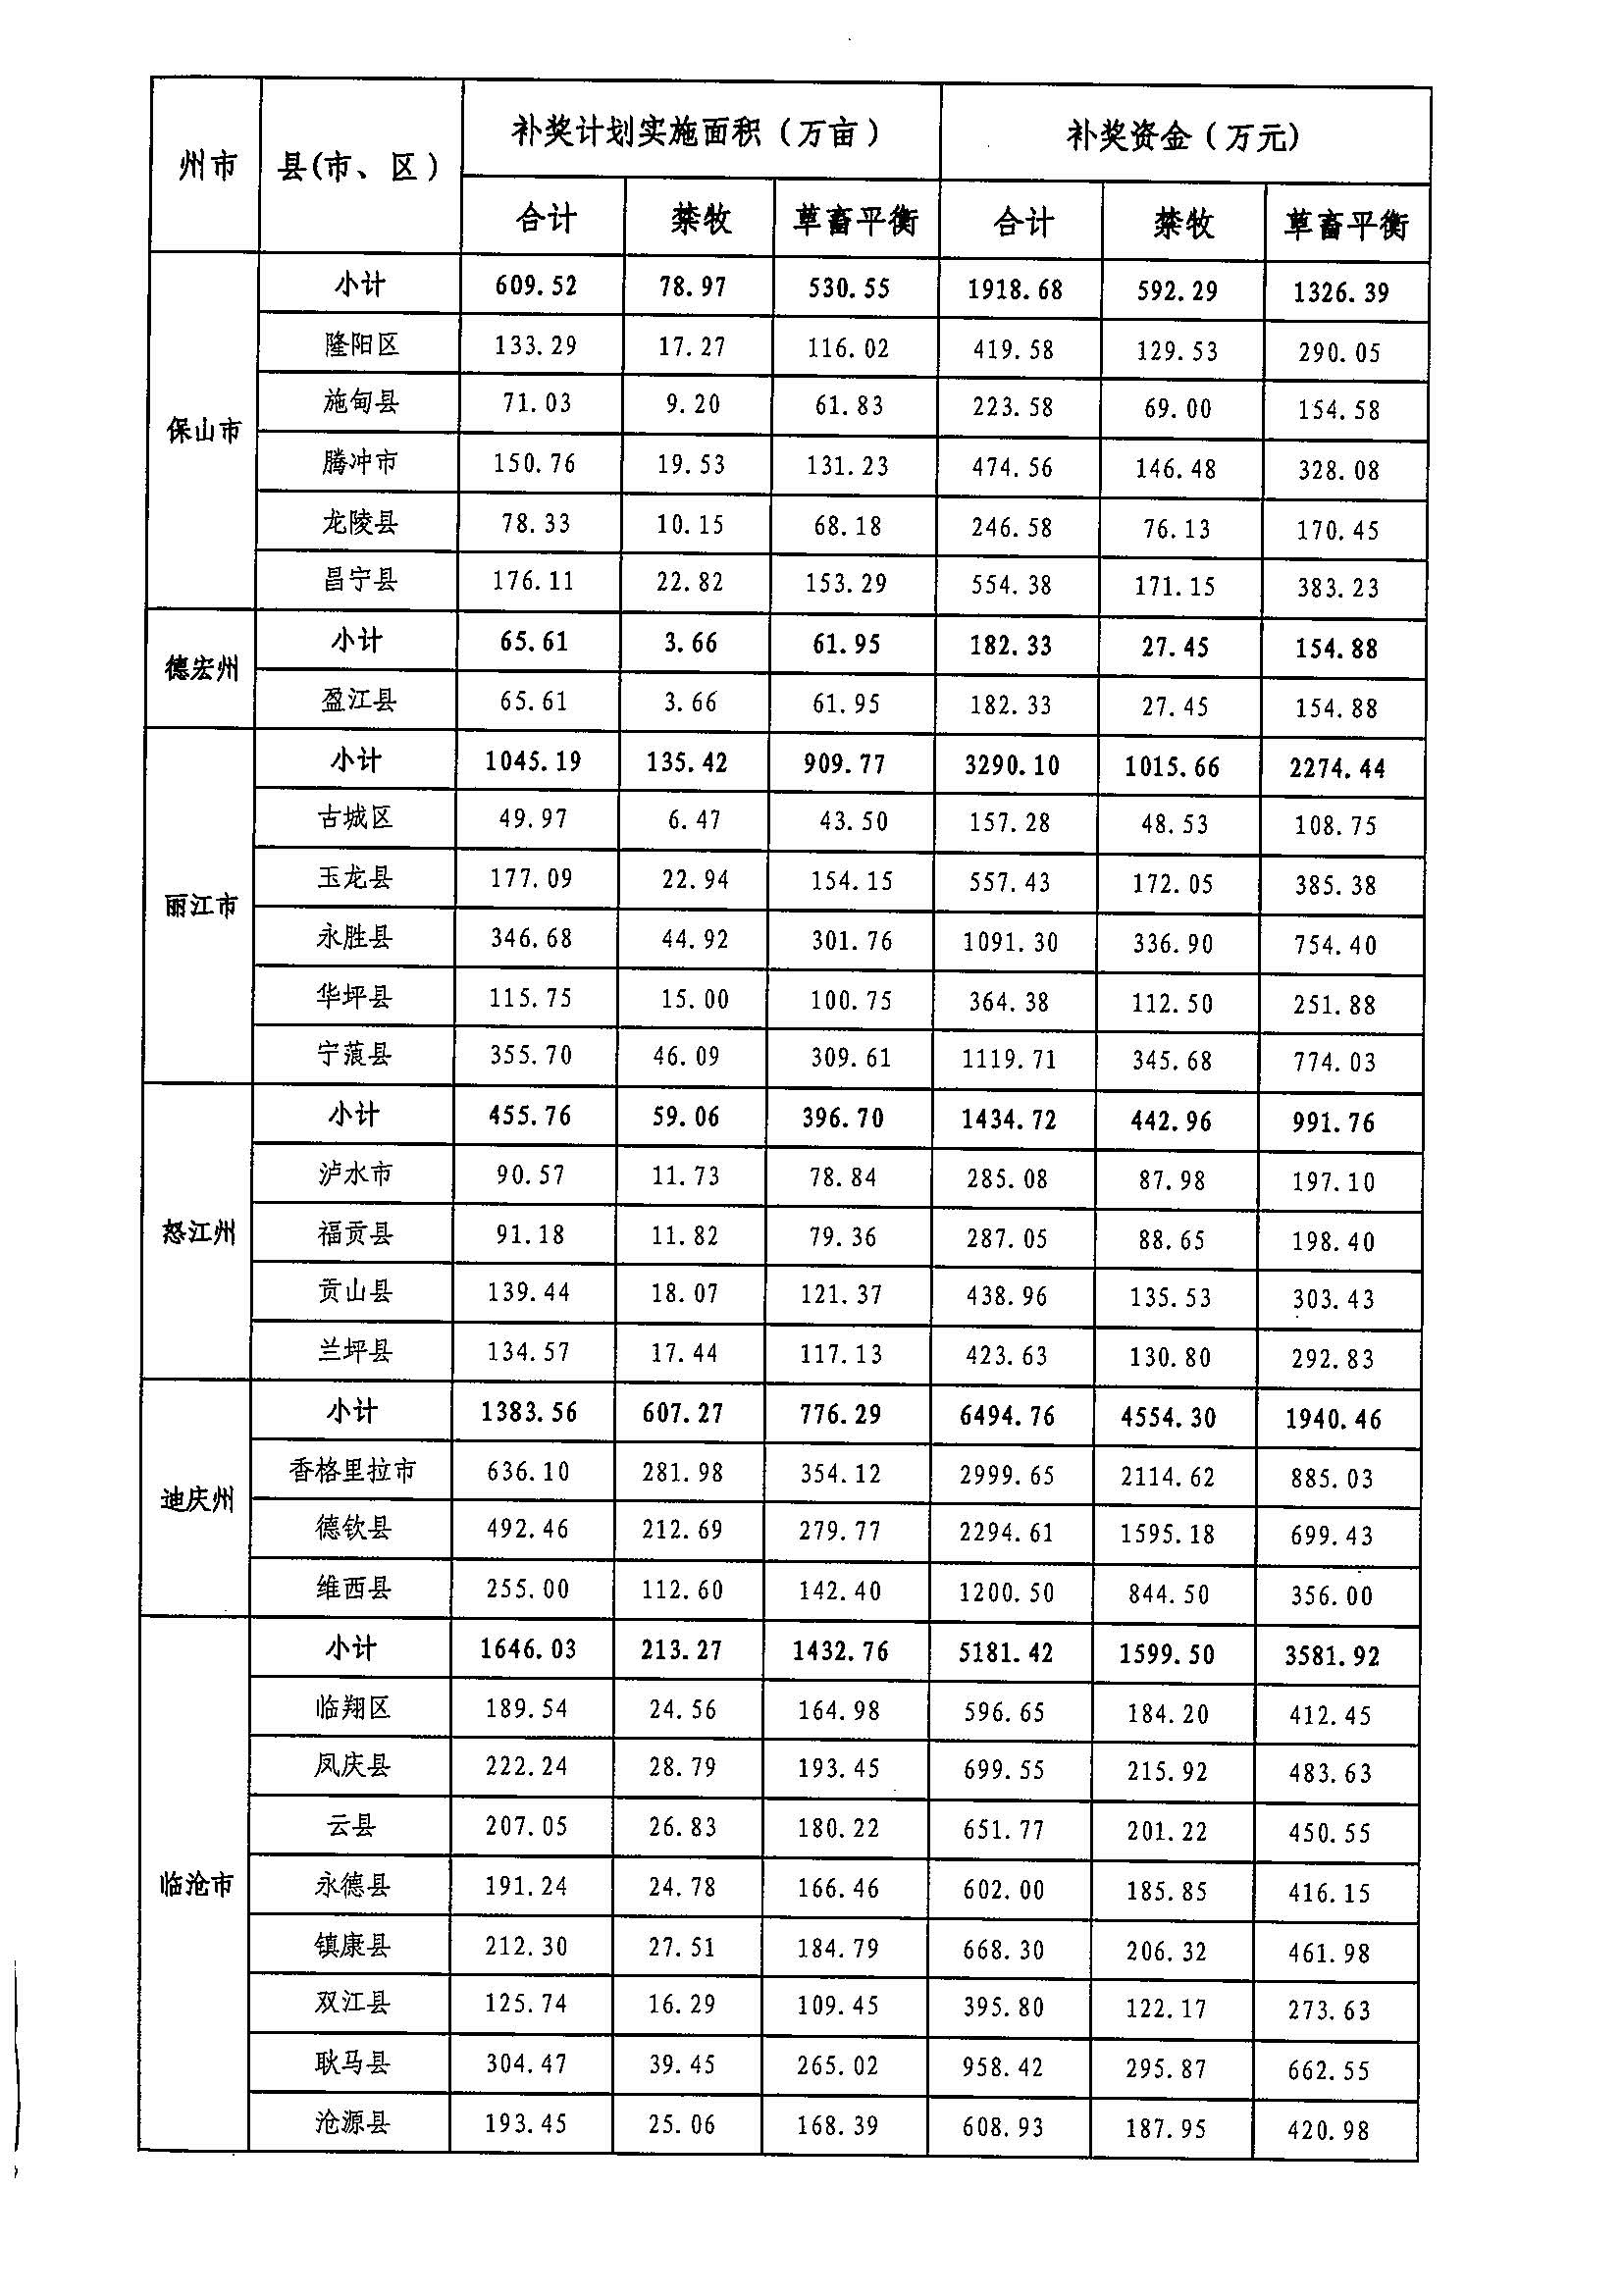 州市 县(市、区) 补奖计划实施面积(万亩) 补奖资金(万元)
合计 禁牧 草畜平衡 合计 禁牧 草畜平衡
保山市 小计 609.52 78.97 530.55 1918.68 592.29 1326.39
隆阳区 133.29 17.27 116.02 419.58 129.53 290.05
施甸县 71.03 9.20 61.83 223.58 69.00 154.58
腾冲市 150.76 19.53 131.23 474.56 146.48 328.08
龙陵县 78.33 10.15 68.18 246.58 76.13 170.45
昌宁县 176.11 22.82 153.29 554.38 171.15 383.23
德宏州 小计 65.61 3.66 61.95 182.33 27.45 154.88
盈江县 65.61 3.66 61.95 182.33 27.45 154.88
丽江市 小计 1045.19 135.42 909.77 3290.10 1015.66 2274.44
古城区 49.97 6.47 43.50 157.28 48.53 108.75
玉龙县 177.09 22.94 154.15 557.43 172.05 385.38
永胜县 346.68 44.92 301.76 1091.30 336.90 754.40
华坪县 115.75 15.00 100.75 364.38 112.50 251.88
宁蒗县 355.70 46.09 309.61 1119.71 345.68 774.03
怒江州 小计 455.76 59.06 396.70 1434.72 442.96 991.76
泸水市 90.57 11.73 78.84 285.08 87.98 197.10
福贡县 91.18 11.82 79.36 287.05 88.65 198.40
贡山县 139.44 18.07 121.37 438.96 135.53 303.43
兰坪县 134.57 17.44 117.13 423.63 130.80 292.83
迪庆州 小计 1383.56 607.27 776.29 6494.76 4554.30 1940.46
香格里拉市 636.10 281.98 354.12 2999.65 2114.62 885.03
德钦县 492.46 212.69 279.77 2294.61 1595.18 699.43
维西县 255.00 112.60 142.40 1200.50 844.50 356.00
临沧市 小计 1646.03 213.27 1432.76 5181.42 1599.50 3581.92
临翔区 189.54 24.56 164.98 596.65 184.20 412.45
凤庆县 222.24 28.79 193.45 699.55 215.92 483.63
云县 207.05 26.83 180.22 651.77 201.22 450.55
永德县 191.24 24.78 166.46 602.00 185.85 416.15
镇康县 212.30 27.51 184.79 668.30 206.32 461.98
双江县 125.74 16.29 109.45 395.80 122.17 273.63
耿马县 304.47 39.45 265.02 958.42 295.87 662.55
沧源县 193.45 25.06 168.39 608.93 187.95 420.98